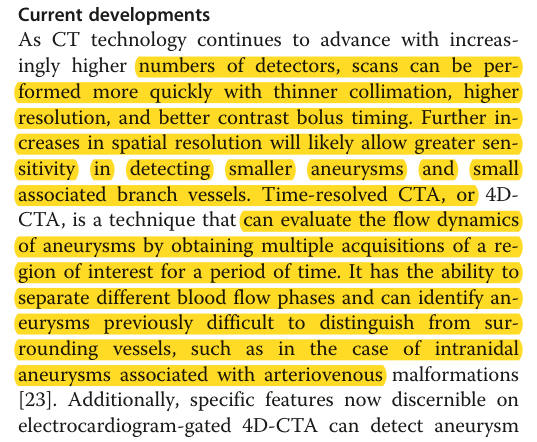 Current developments
As CT technology continues to advance with increas-
ingly higher numbers of detectors, scans can be per-
formed more quickly with thinner collimation, higher
resolution, and better contrast bolus timing. Further in-
creases in spatial resolution will likely allow greater sen-
sitivity in detecting smaller aneurysms and small
associated branch vessels. Time-resolved CTA, or 4D-
CTA, is a technique that can evaluate the flow dynamics
of aneurysms by obtaining multiple acquisitions of a re-
gion of interest for a period of time. It has the ability to
separate different blood flow phases and can identify an-
eurysms previously difficult to distinguish from sur-
rounding vessels, such as in the case of intranidal
aneurysms associated with arteriovenous malformations
[23]. Additionally, specific features now discernible on
electrocardiogram-gated 4D-CTA can detect aneurysm